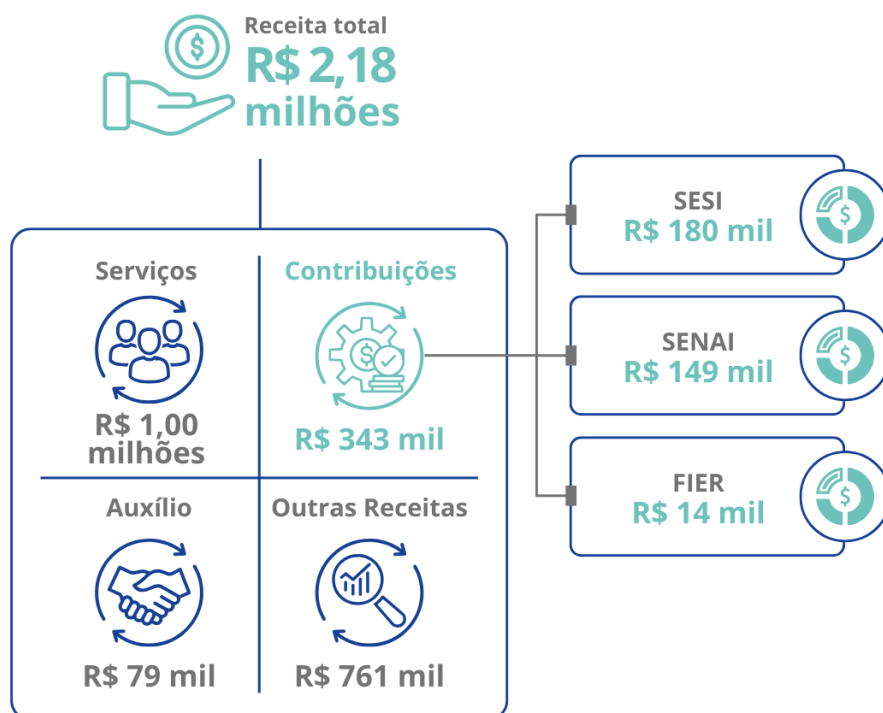 Receita total
R$ 2,18
milhões
Serviços
R$ 1,00
milhões
Contribuições
R$ 343 mil
Auxílio
R$ 79 mil
Outras Receitas
R$ 761 mil
SESI
R$ 180 mil
SENAI
R$ 149 mil
FIER
R$ 14 mil